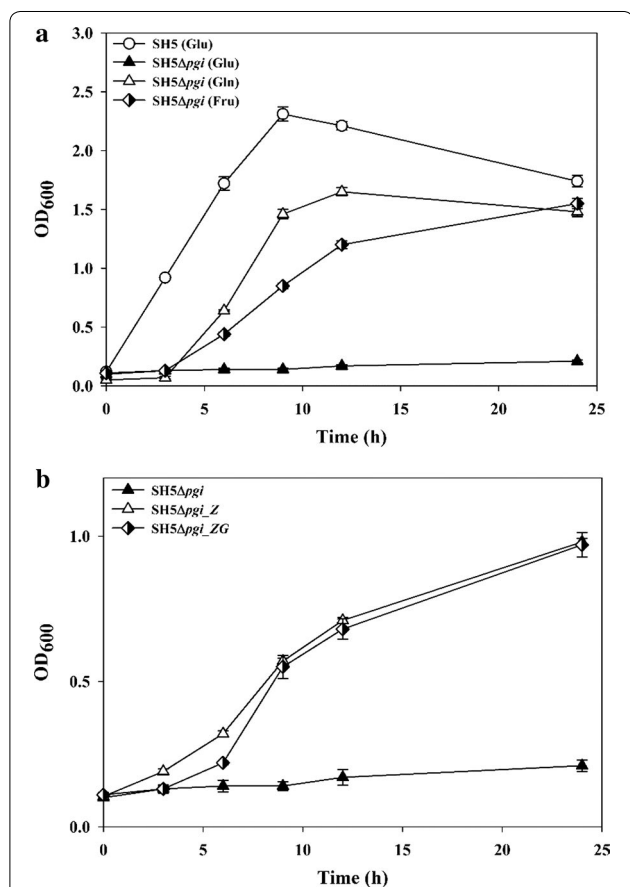 a
SH5 (Glu)
SH5Δpgi (Glu)
SH5Δpgi (Gln)
SH5Δpgi (Fru)
3.0
2.5
2.0
1.5
1.0
0.5
0.0
OD600
0 5 10 15 20 25
Time (h)
b
SH5Δpgi
SH5Δpgi_Z
SH5Δpgi_ZG
1.0
0.5
0.0
OD600
0 5 10 15 20 25
Time (h)